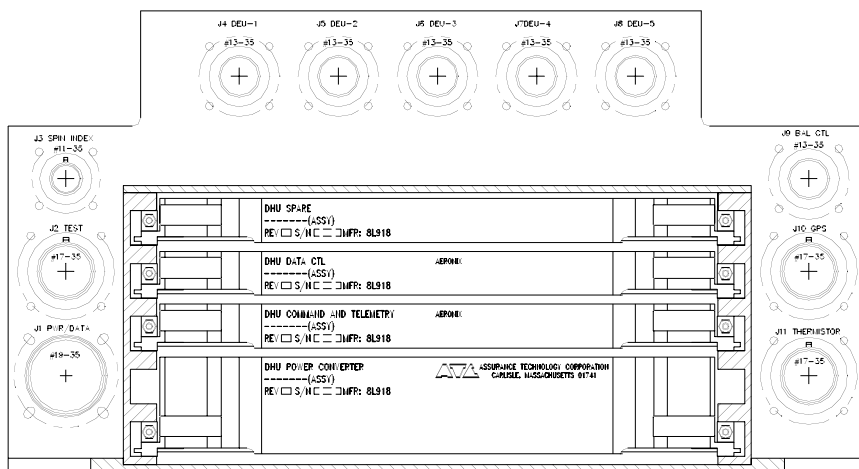 J4 DEU-1
J5 DEU-2
J6 DEU-3
J7DEU-4
J8 DEU-5
#13-35
#13-35
#13-35
#13-35
#13-35
J3 SPIN INDEX
#11-35
J9 BAL CTL
#13-35
J2 TEST
#17-35
J10 GPS
#17-35
J1 PWR/DATA
#19-35
J11 THERMISTOR
#17-35
DHU SPARE
-------(ASSY)
REV S/N MFR: 8L918
DHU DATA CTL AERONIX
-------(ASSY)
REV S/N MFR: 8L918
DHU COMMAND AND TELEMETRY AERONIX
-------(ASSY)
REV S/N MFR: 8L918
DHU POWER CONVERTER
-------(ASSY)
REV S/N MFR: 8L918
ATA ASSURANCE TECHNOLOGY CORPORATION
CARLISLE, MASSACHUSETTS 01741